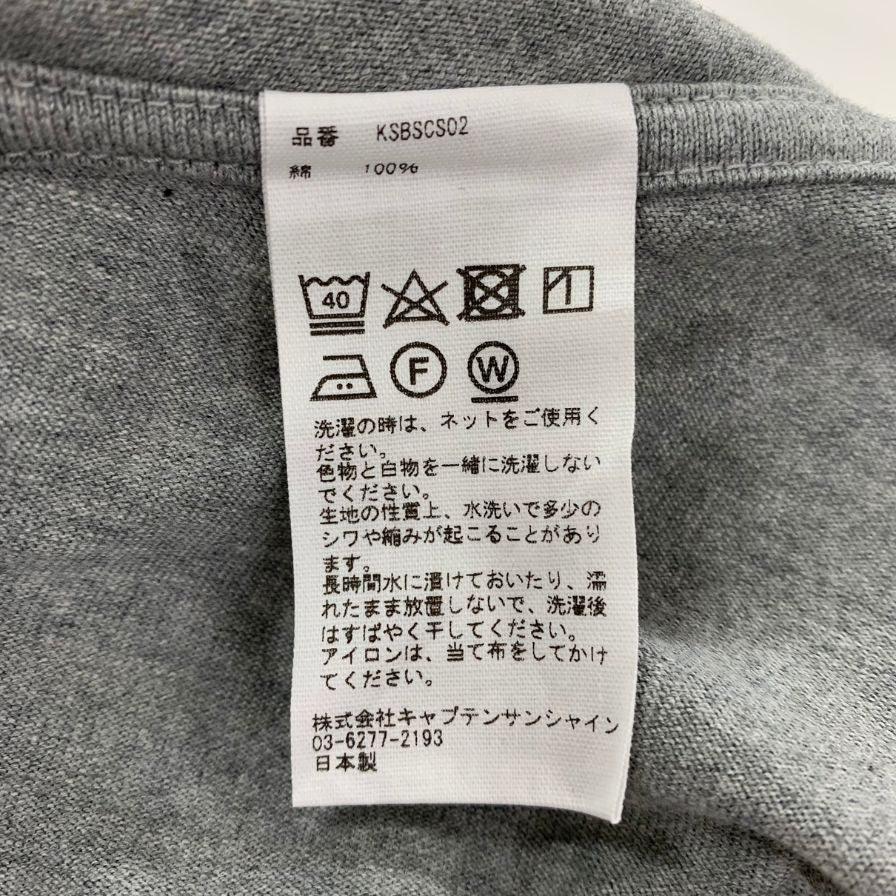 品番 KSBSCS02
綿 100%
40
F W
洗濯の時は、ネットをご使用く
ださい。
色物と白物を一緒に洗濯しない
でください。
生地の性質上、水洗いで多少の
シワや縮みが起こることがあり
ます。
長時間水に漬けておいたり、濡
れたまま放置しないで、洗濯後
はすばやく干してください。
アイロンは、当て布をしてかけ
てください。
株式会社キャプテンサンシャイン
03-6277-2193
日本製